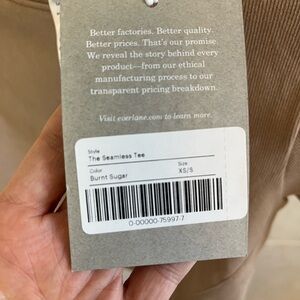 Better factories. Better quality.
Better prices. That's our promise.
We reveal the story behind every
product—from our ethical
manufacturing process to our
transparent pricing breakdown.
Visit everlane.com to learn more.
Style
The Seamless Tee
Color Size
Burnt Sugar XS/S
0-00000-75997-7